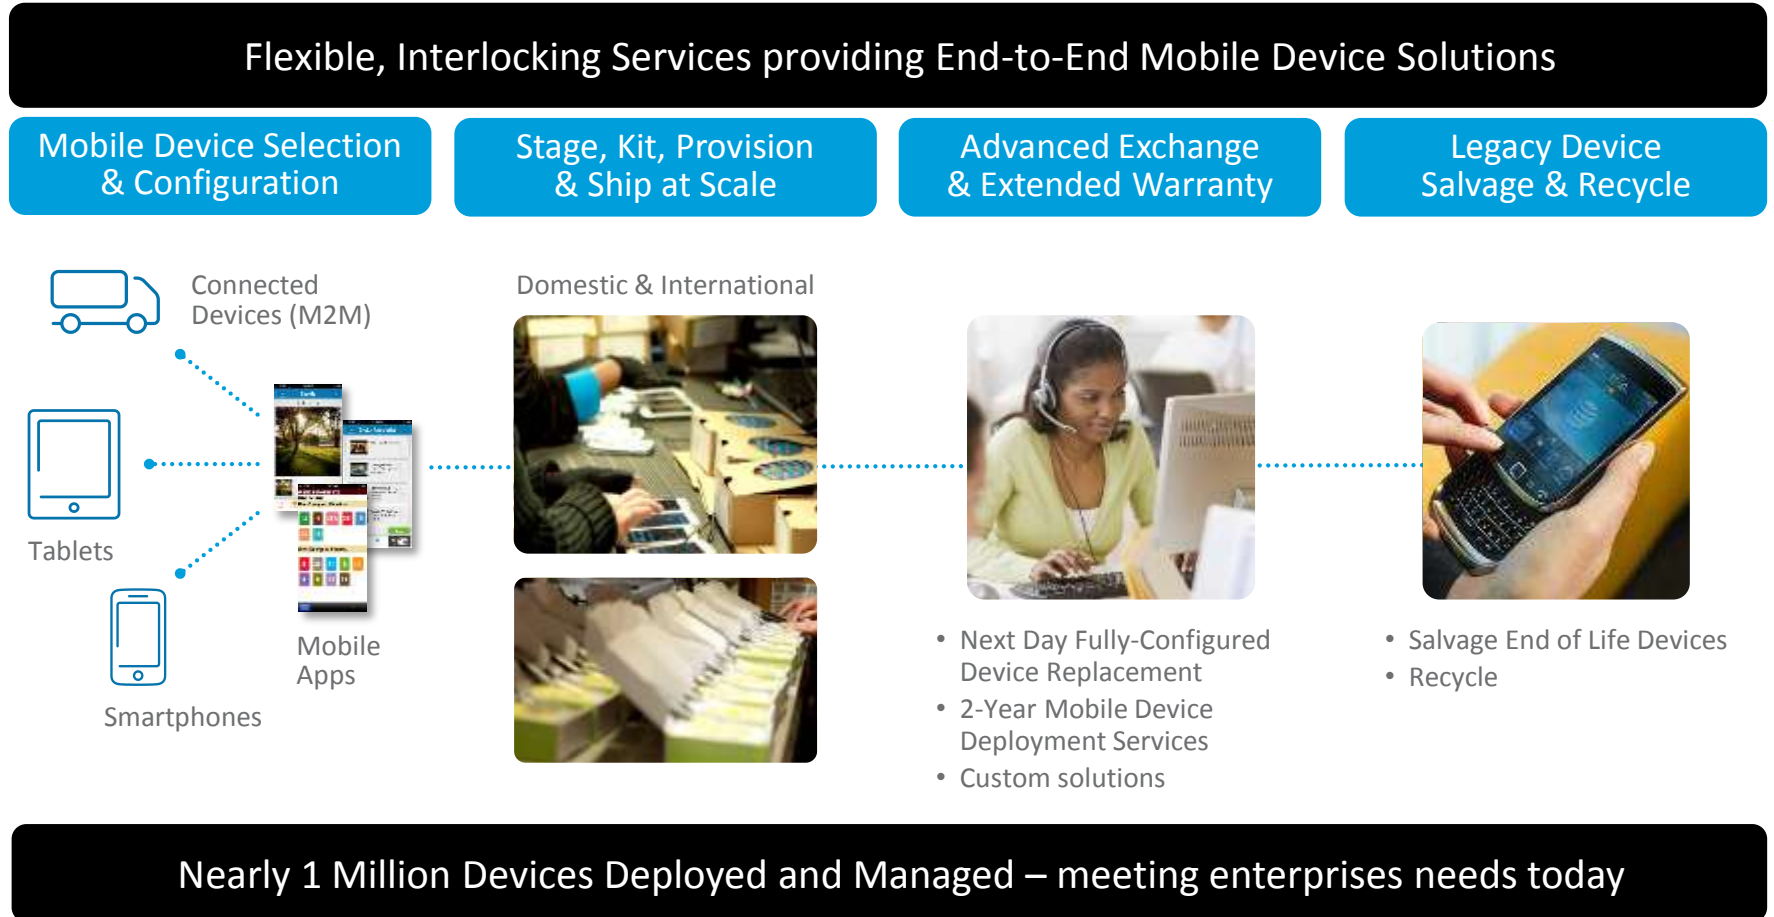 Flexible, Interlocking Services providing End-to-End Mobile Device Solutions
Mobile Device Selection
& Configuration
Stage, Kit, Provision
& Ship at Scale
Advanced Exchange
& Extended Warranty
Legacy Device
Salvage & Recycle
Connected
Devices (M2M)
Tablets
Smartphones
Mobile
Apps
Domestic & International
• Next Day Fully-Configured
Device Replacement
• 2-Year Mobile Device
Deployment Services
• Custom solutions
• Salvage End of Life Devices
• Recycle
Nearly 1 Million Devices Deployed and Managed – meeting enterprises needs today